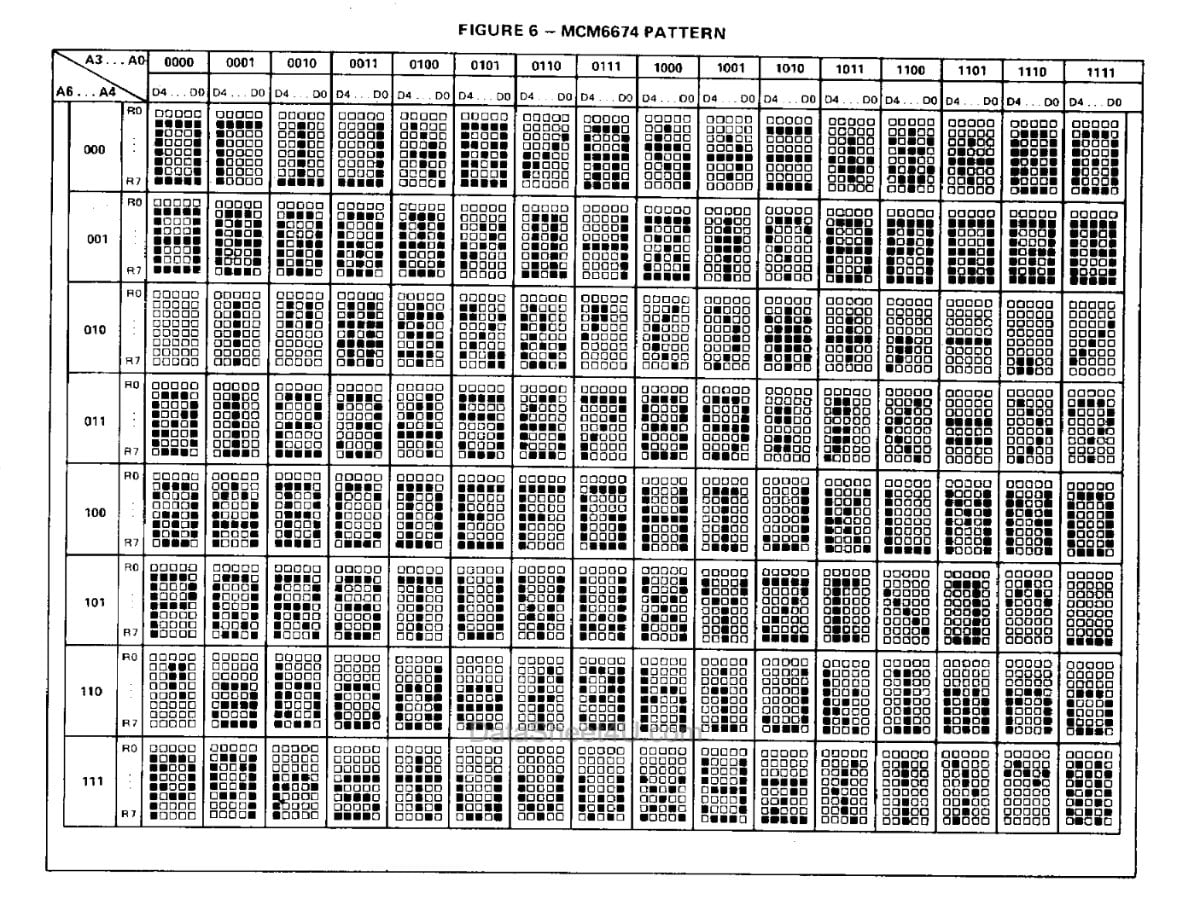 FIGURE 6 – MCM6674 PATTERN
A3 . . . A0 0000 0001 0010 0011 0100 0101 0110 0111 1000 1001 1010 1011 1100 1101 1110 1111
A6 . . . A4 D4 . . . D0 D4 . . . D0 D4 . . . D0 D4 . . . D0 D4 . . . D0 D4 . . . D0 D4 . . . D0 D4 . . . D0 D4 . . . D0 D4 . . . D0 D4 . . . D0 D4 . . . D0 D4 . . . D0 D4 . . . D0 D4 . . . D0 D4 . . . D0
R0
000
R7
R0
001
R7
R0
010
R7
R0
011
R7
R0
100
R7
R0
101
R7
R0
110
R7
DataSheet4U.com
R0
111
R7